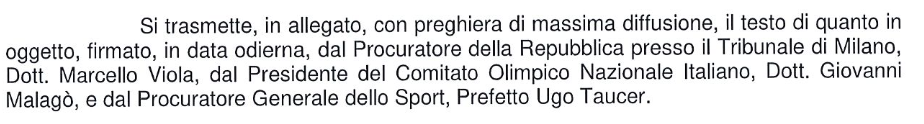 Si trasmette, in allegato, con preghiera di massima diffusione, il testo di quanto in
oggetto, firmato, in data odierna, dal Procuratore della Repubblica presso il Tribunale di Milano,
Dott. Marcello Viola, dal Presidente del Comitato Olimpico Nazionale Italiano, Dott. Giovanni
Malagò, e dal Procuratore Generale dello Sport, Prefetto Ugo Taucer.